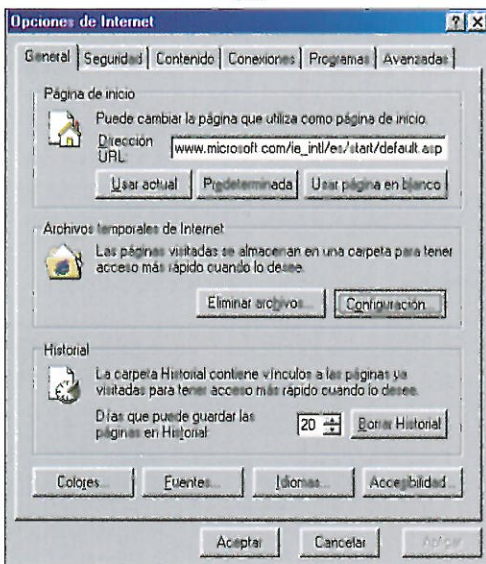 Opciones de Internet
General Seguridad Contenido Conexiones Programas Avanzadas
Página de inicio
Puede cambiar la página que utiliza como página de inicio.
Dirección URL: www.microsoft.com/ie_intl/es/start/default.asp
Usar actual Predeterminada Usar página en blanco
Archivos temporales de Internet
Las páginas visitadas se almacenan en una carpeta para tener
acceso más rápido cuando lo desee.
Eliminar archivos... Configuración...
Historial
La carpeta Historial contiene vínculos a las páginas ya
visitadas para tener acceso más rápido cuando lo desee.
Días que puede guardar las
páginas en Historial: 20 Borrar Historial
Colores... Fuentes... Idiomas... Accesibilidad...
Aceptar Cancelar Aplicar